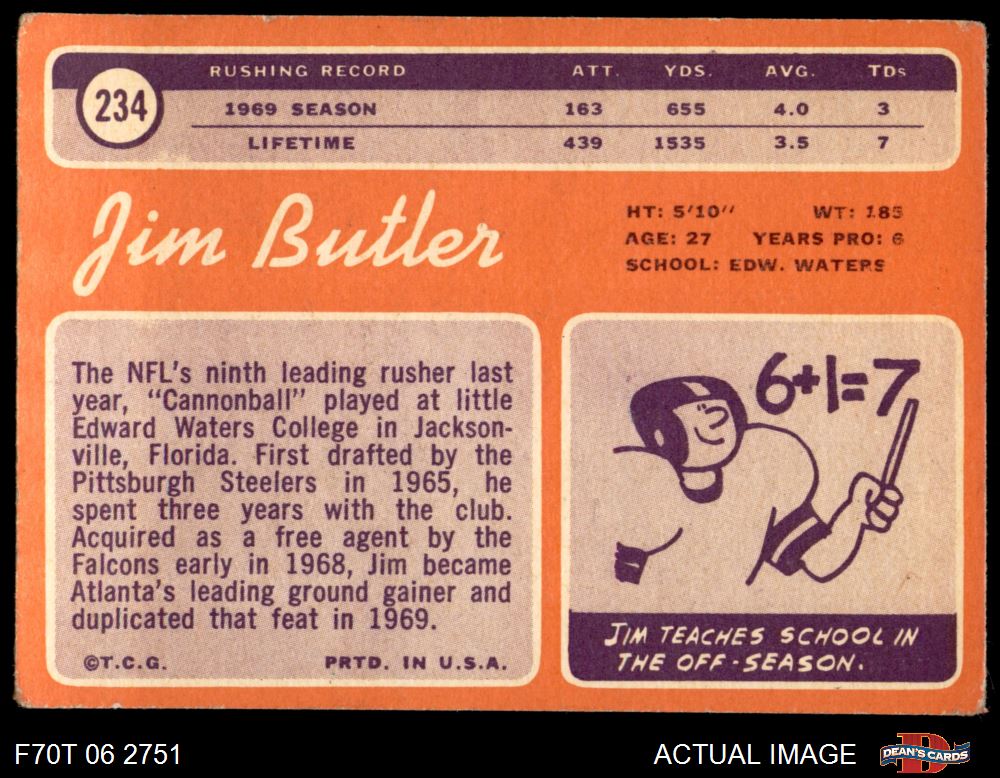 RUSHING RECORD ATT. YDS. AVG. TDs
234
1969 SEASON 163 655 4.0 3
LIFETIME 439 1535 3.5 7
Jim Butler
HT: 5'10" WT: 185
AGE: 27 YEARS PRO: 6
SCHOOL: EDW. WATERS
The NFL's ninth leading rusher last
year, "Cannonball" played at little
Edward Waters College in Jackson-
ville, Florida. First drafted by the
Pittsburgh Steelers in 1965, he
spent three years with the club.
Acquired as a free agent by the
Falcons early in 1968, Jim became
Atlanta's leading ground gainer and
duplicated that feat in 1969.
©T.C.G. PRTD. IN U.S.A.
6+1=7
JIM TEACHES SCHOOL IN
THE OFF-SEASON.
F70T 06 2751 ACTUAL IMAGE D DEAN'S CARDS